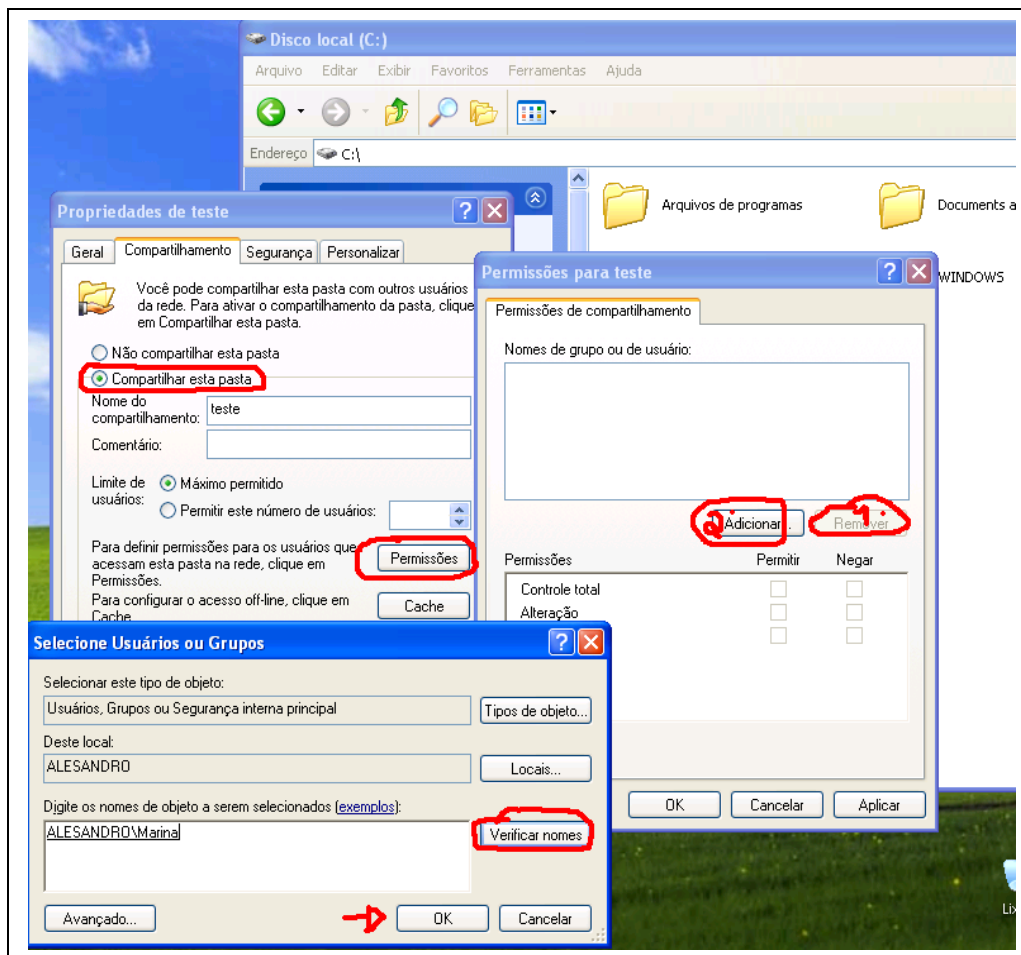 Disco local (C:)
Arquivo Editar Exibir Favoritos Ferramentas Ajuda
Endereço C:\
Arquivos de programas
Documents a
WINDOWS
Propriedades de teste
Geral Compartilhamento Segurança Personalizar
Você pode compartilhar esta pasta com outros usuários
da rede. Para ativar o compartilhamento da pasta, clique
em Compartilhar esta pasta.
Não compartilhar esta pasta
Compartilhar esta pasta
Nome do
compartilhamento: teste
Comentário:
Limite de
usuários:
Máximo permitido
Permitir este número de usuários:
Para definir permissões para os usuários que
acessam esta pasta na rede, clique em
Permissões.
Permissões
Para configurar o acesso off-line, clique em
Cache
Cache
Permissões para teste
Permissões de compartilhamento
Nomes de grupo ou de usuário:
2. Adicionar...
1. Remover
Permissões Permitir Negar
Controle total
Alteração
OK Cancelar Aplicar
Selecione Usuários ou Grupos
Selecionar este tipo de objeto:
Usuários, Grupos ou Segurança interna principal
Tipos de objeto...
Deste local:
ALESANDRO
Locais...
Digite os nomes de objeto a serem selecionados (exemplos):
ALESANDRO\Marina
Verificar nomes
Avançado... OK Cancelar
Lix